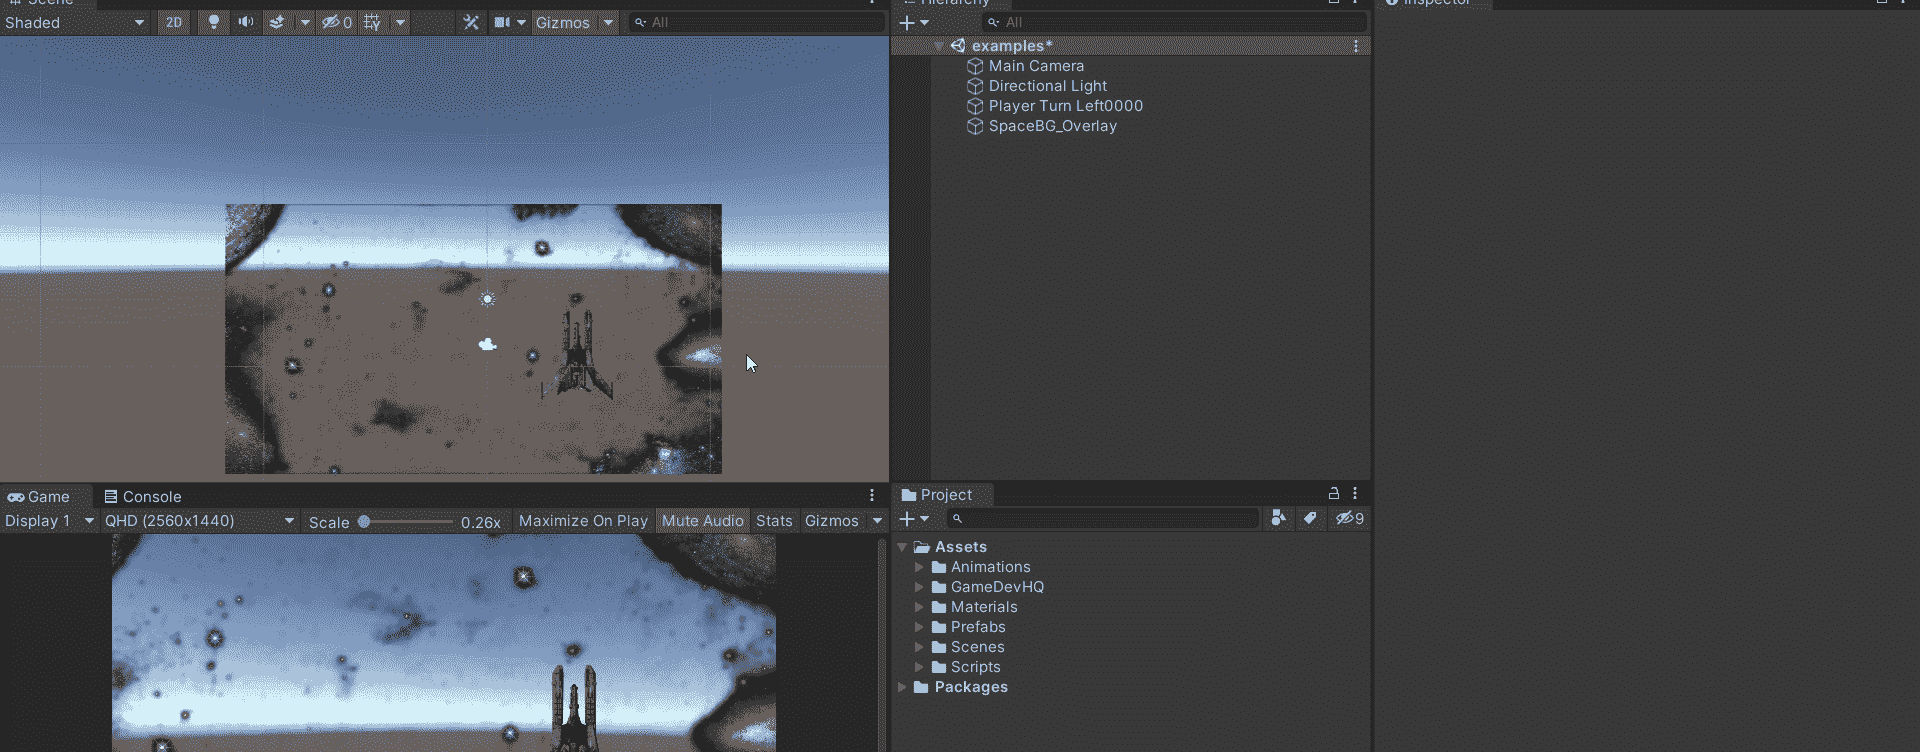 Scene
Shaded
2D
0
Gizmos
All
Game
Console
Display 1
QHD (2560x1440)
Scale
0.26x
Maximize On Play
Mute Audio
Stats
Gizmos
Hierarchy
All
examples*
Main Camera
Directional Light
Player Turn Left0000
SpaceBG_Overlay
Project
9
Assets
Animations
GameDevHQ
Materials
Prefabs
Scenes
Scripts
Packages
Inspector